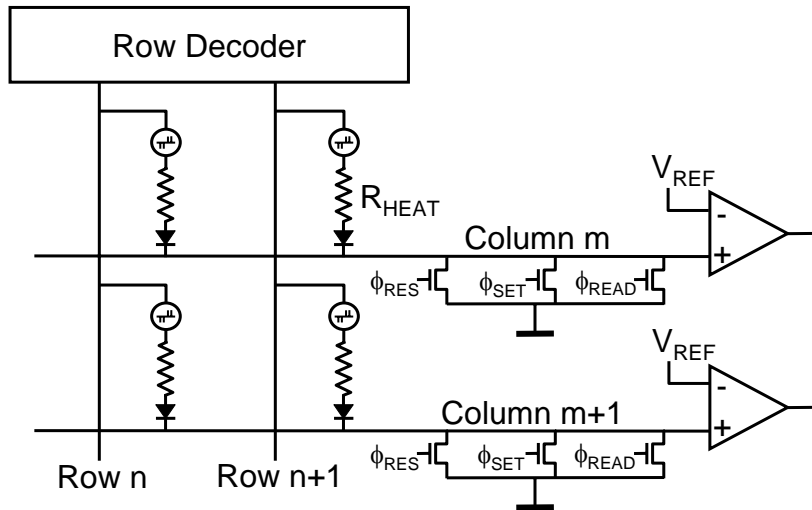 Row Decoder
R_HEAT
V_REF
-
Column m
+
ϕ_RES ϕ_SET ϕ_READ
V_REF
-
Column m+1
+
ϕ_RES ϕ_SET ϕ_READ
Row n Row n+1